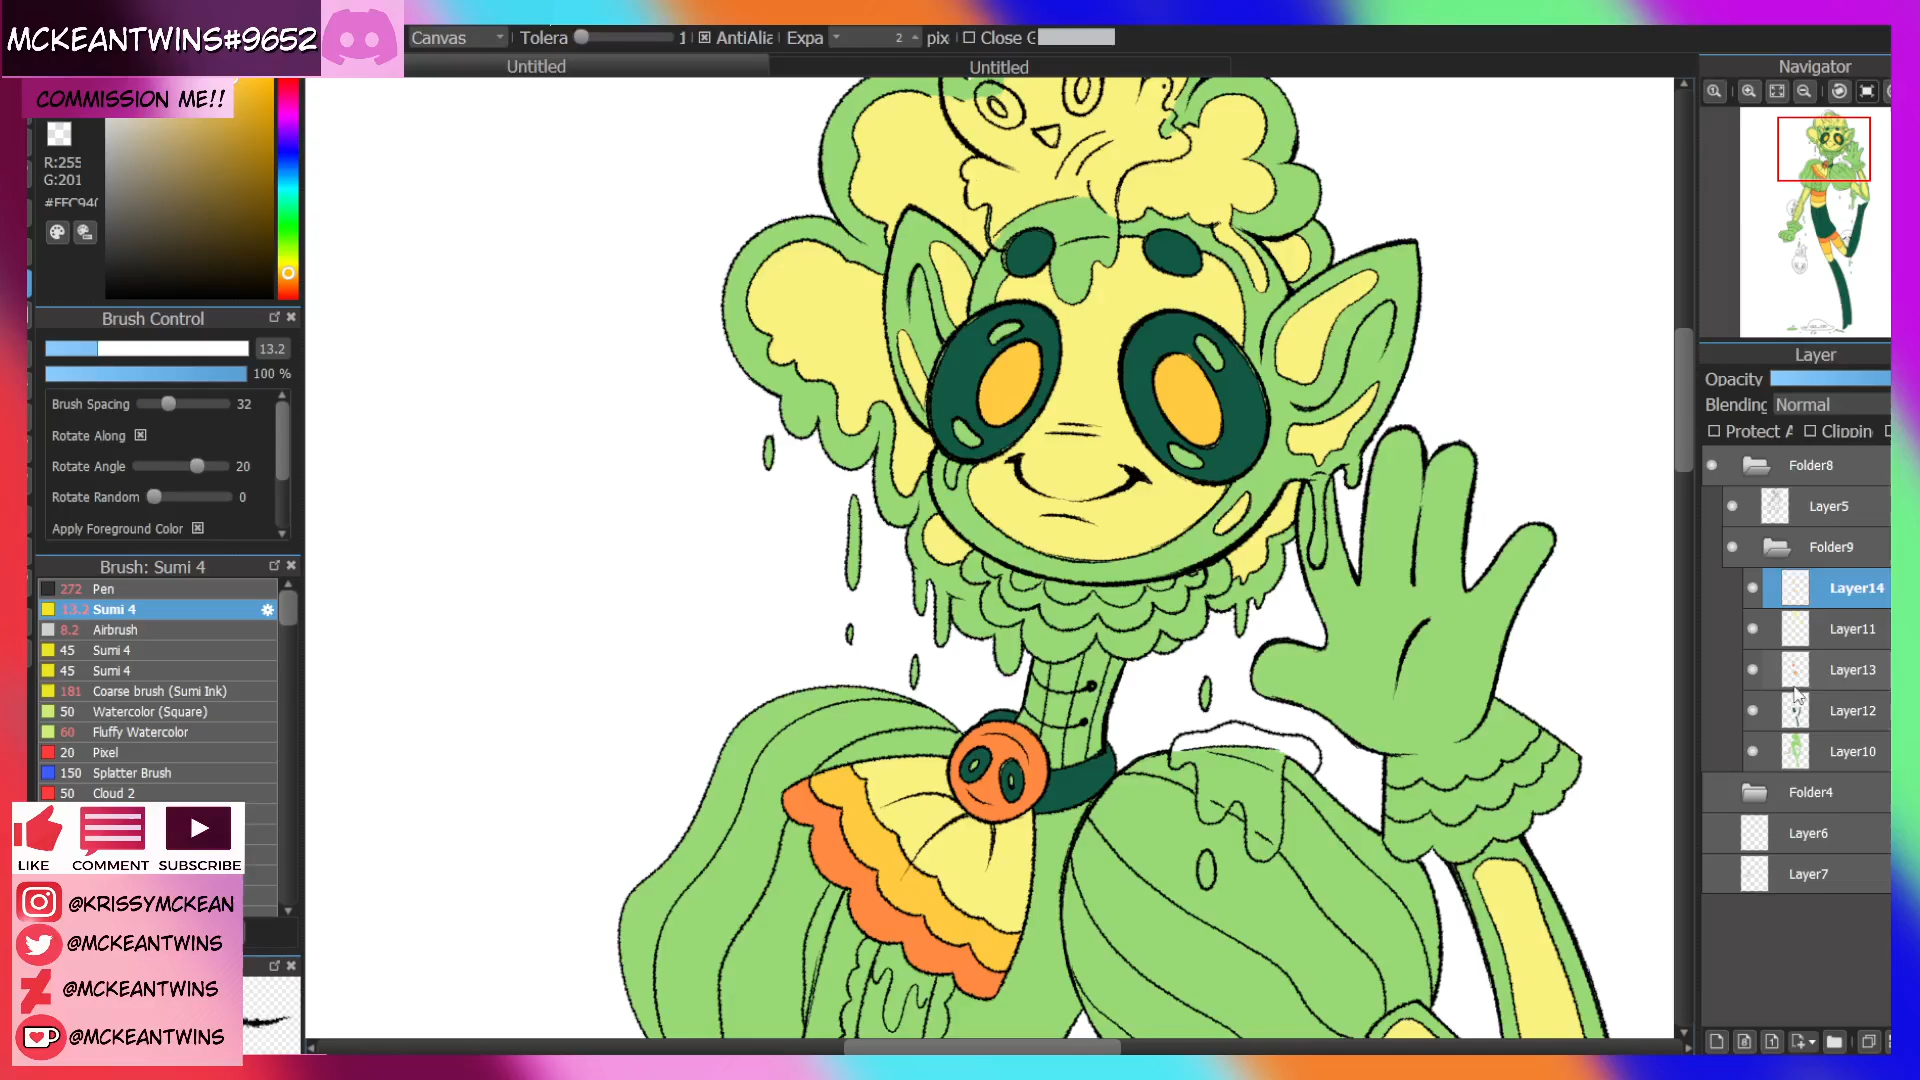 MCKEANTWINS#9652
COMMISSION ME!!
Canvas
Tolera
1
AntiAlia
Expa
2
pix
Close G
Untitled
Untitled
R:255
G:201
Brush Control
13.2
100 %
Brush Spacing 32
Rotate Along
Rotate Angle 20
Rotate Random 0
Apply Foreground Color
Brush: Sumi 4
272 Pen
13.2 Sumi 4
8.2 Airbrush
45 Sumi 4
45 Sumi 4
181 Coarse brush (Sumi Ink)
50 Watercolor (Square)
60 Fluffy Watercolor
20 Pixel
150 Splatter Brush
50 Cloud 2
LIKE COMMENT SUBSCRIBE
@KRISSYMCKEAN
@MCKEANTWINS
@MCKEANTWINS
@MCKEANTWINS
Navigator
Layer
Opacity
Blending Normal
Protect A
Clippin
Folder8
Layer5
Folder9
Layer14
Layer11
Layer13
Layer12
Layer10
Folder4
Layer6
Layer7